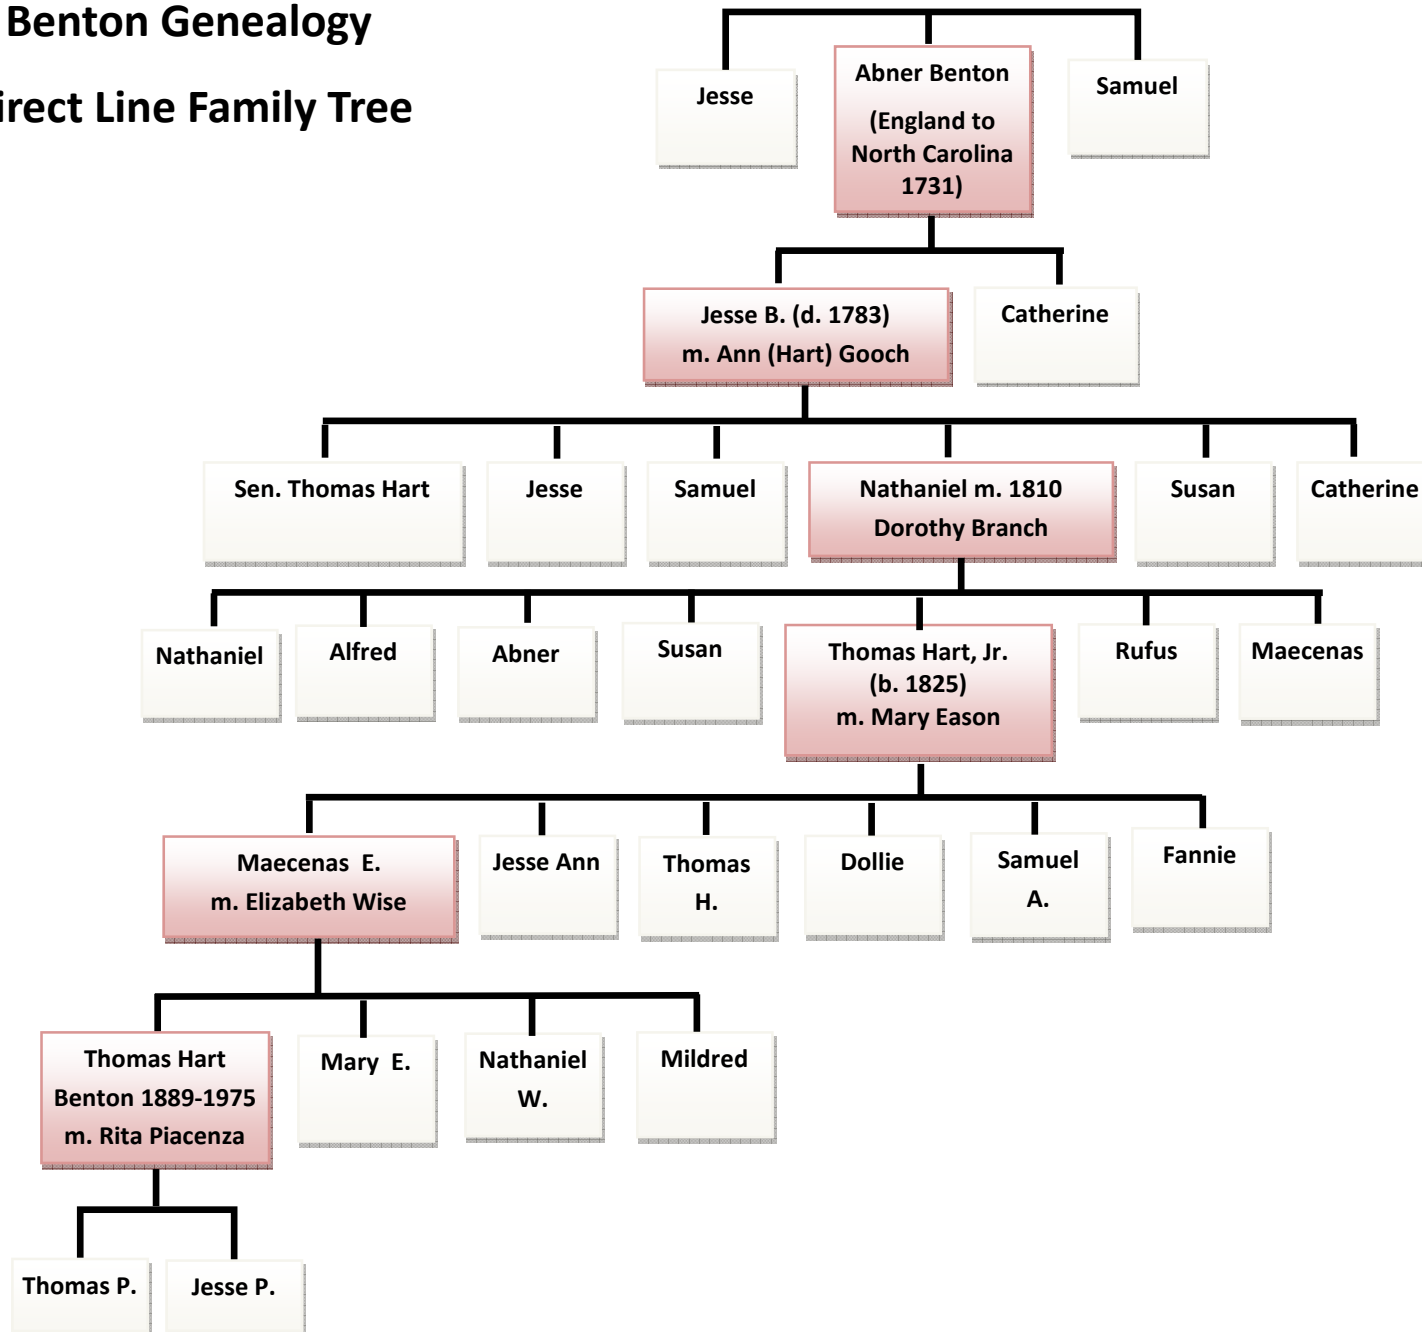 Benton Genealogy
irect Line Family Tree
Jesse
Abner Benton
(England to
North Carolina
1731)
Samuel
Jesse B. (d. 1783)
m. Ann (Hart) Gooch
Catherine
Sen. Thomas Hart
Jesse
Samuel
Nathaniel m. 1810
Dorothy Branch
Susan
Catherine
Nathaniel
Alfred
Abner
Susan
Thomas Hart, Jr.
(b. 1825)
m. Mary Eason
Rufus
Maecenas
Maecenas E.
m. Elizabeth Wise
Jesse Ann
Thomas
H.
Dollie
Samuel
A.
Fannie
Thomas Hart
Benton 1889-1975
m. Rita Piacenza
Mary E.
Nathaniel
W.
Mildred
Thomas P.
Jesse P.